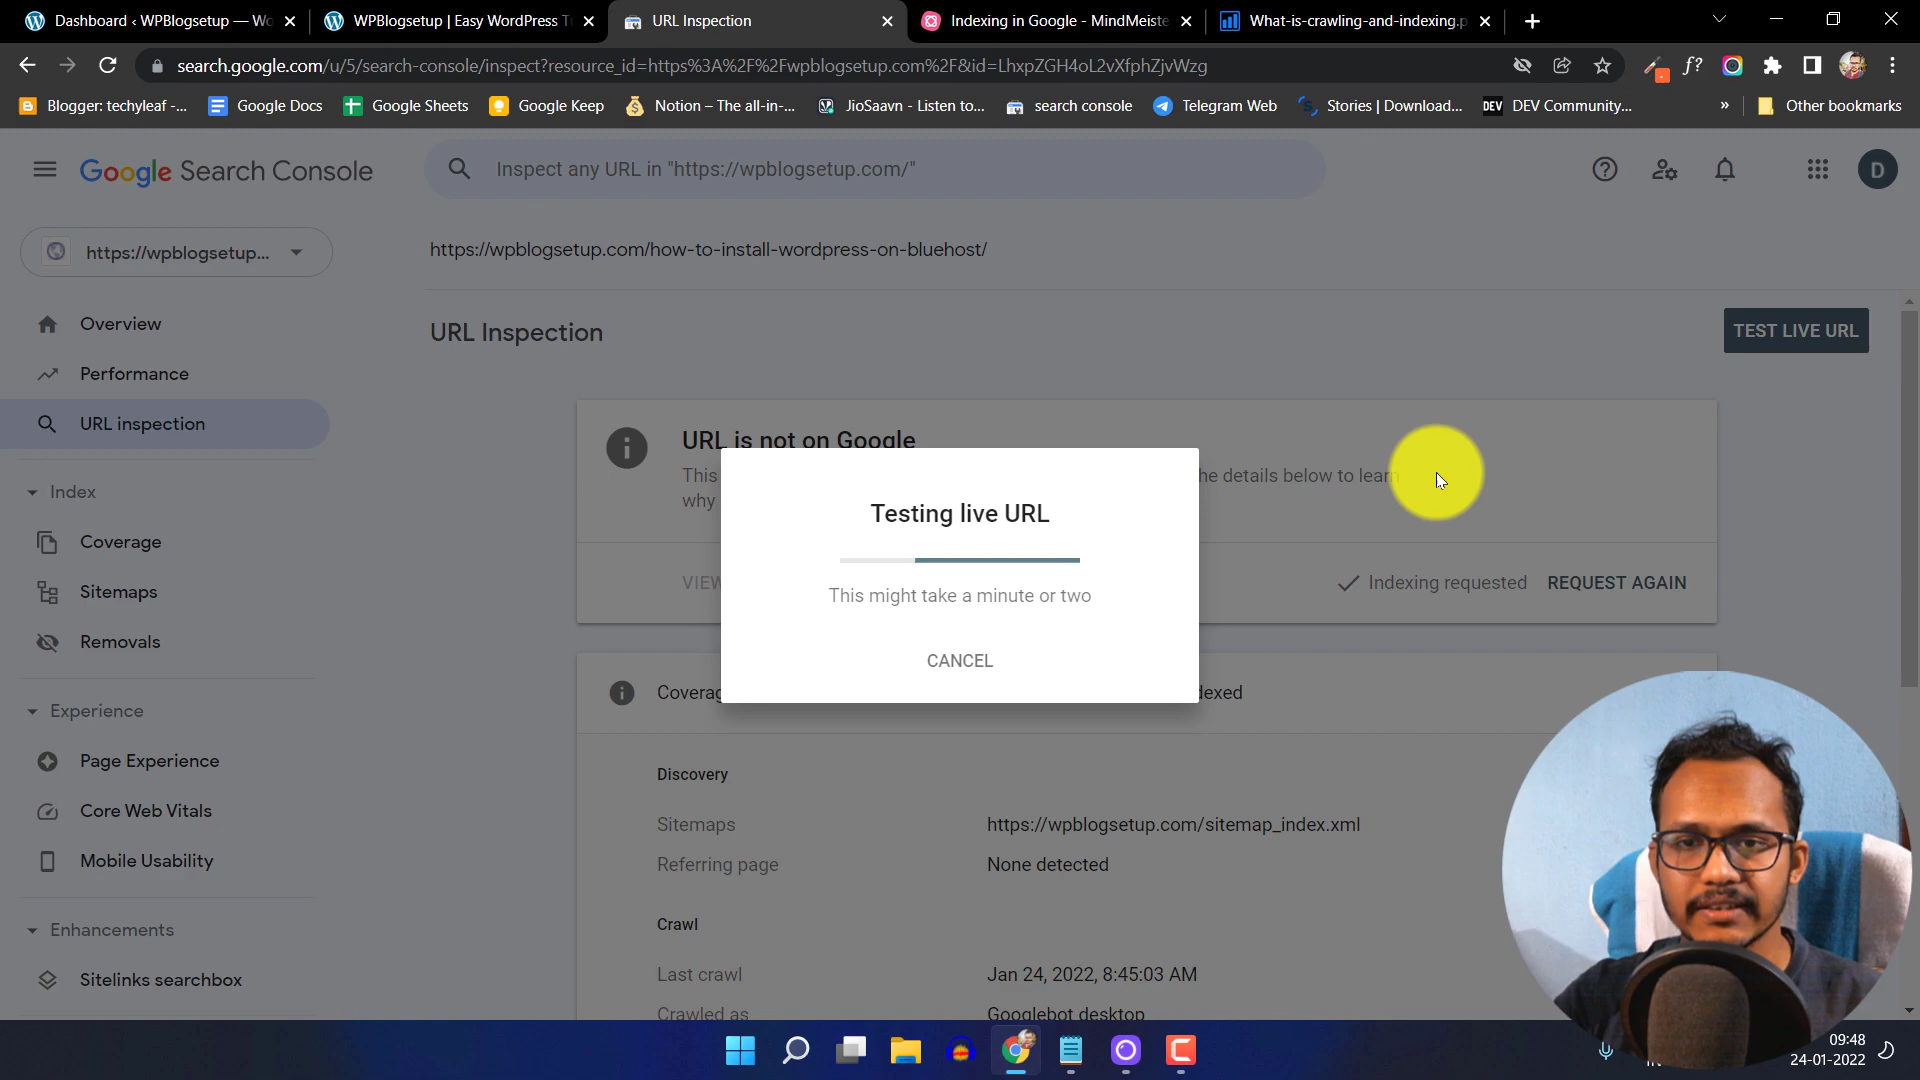 Dashboard ‹ WPBlogsetup — Wo
WPBlogsetup | Easy WordPress T
URL Inspection
Indexing in Google - MindMeiste
What-is-crawling-and-indexing.p
search.google.com/u/5/search-console/inspect?resource_id=https%3A%2F%2Fwpblogsetup.com%2F&id=LhxpZGH4oL2vXfphZjvWzg
f?
Blogger: techyleaf -...
Google Docs
Google Sheets
Google Keep
Notion – The all-in-...
JioSaavn - Listen to...
search console
Telegram Web
Stories | Download...
DEV
DEV Community...
»
Other bookmarks
Google Search Console
Inspect any URL in "https://wpblogsetup.com/"
D
https://wpblogsetup...
https://wpblogsetup.com/how-to-install-wordpress-on-bluehost/
Overview
Performance
URL inspection
Index
Coverage
Sitemaps
Removals
Experience
Page Experience
Core Web Vitals
Mobile Usability
Enhancements
Sitelinks searchbox
URL Inspection
TEST LIVE URL
URL is not on Google
This
he details below to learn
why
VIEW
Indexing requested
REQUEST AGAIN
Testing live URL
This might take a minute or two
CANCEL
Coverag
dexed
Discovery
Sitemaps
https://wpblogsetup.com/sitemap_index.xml
Referring page
None detected
Crawl
Last crawl
Jan 24, 2022, 8:45:03 AM
Crawled as
Googlebot desktop
09:48
24-01-2022